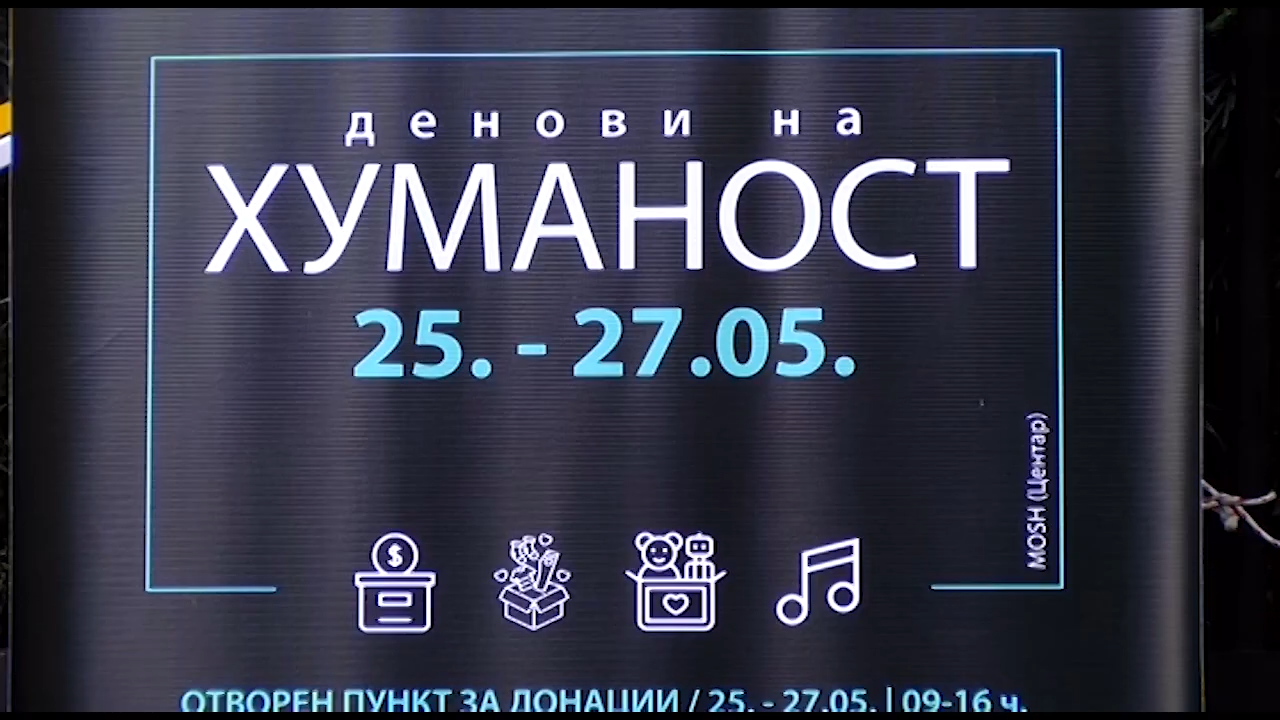 денови на
ХУМАНОСТ
25. - 27.05.
MOSH (Центар)
$
ОТВОРЕН ПУНКТ ЗА ДОНАЦИИ / 25. - 27.05. | 09-16 ч.